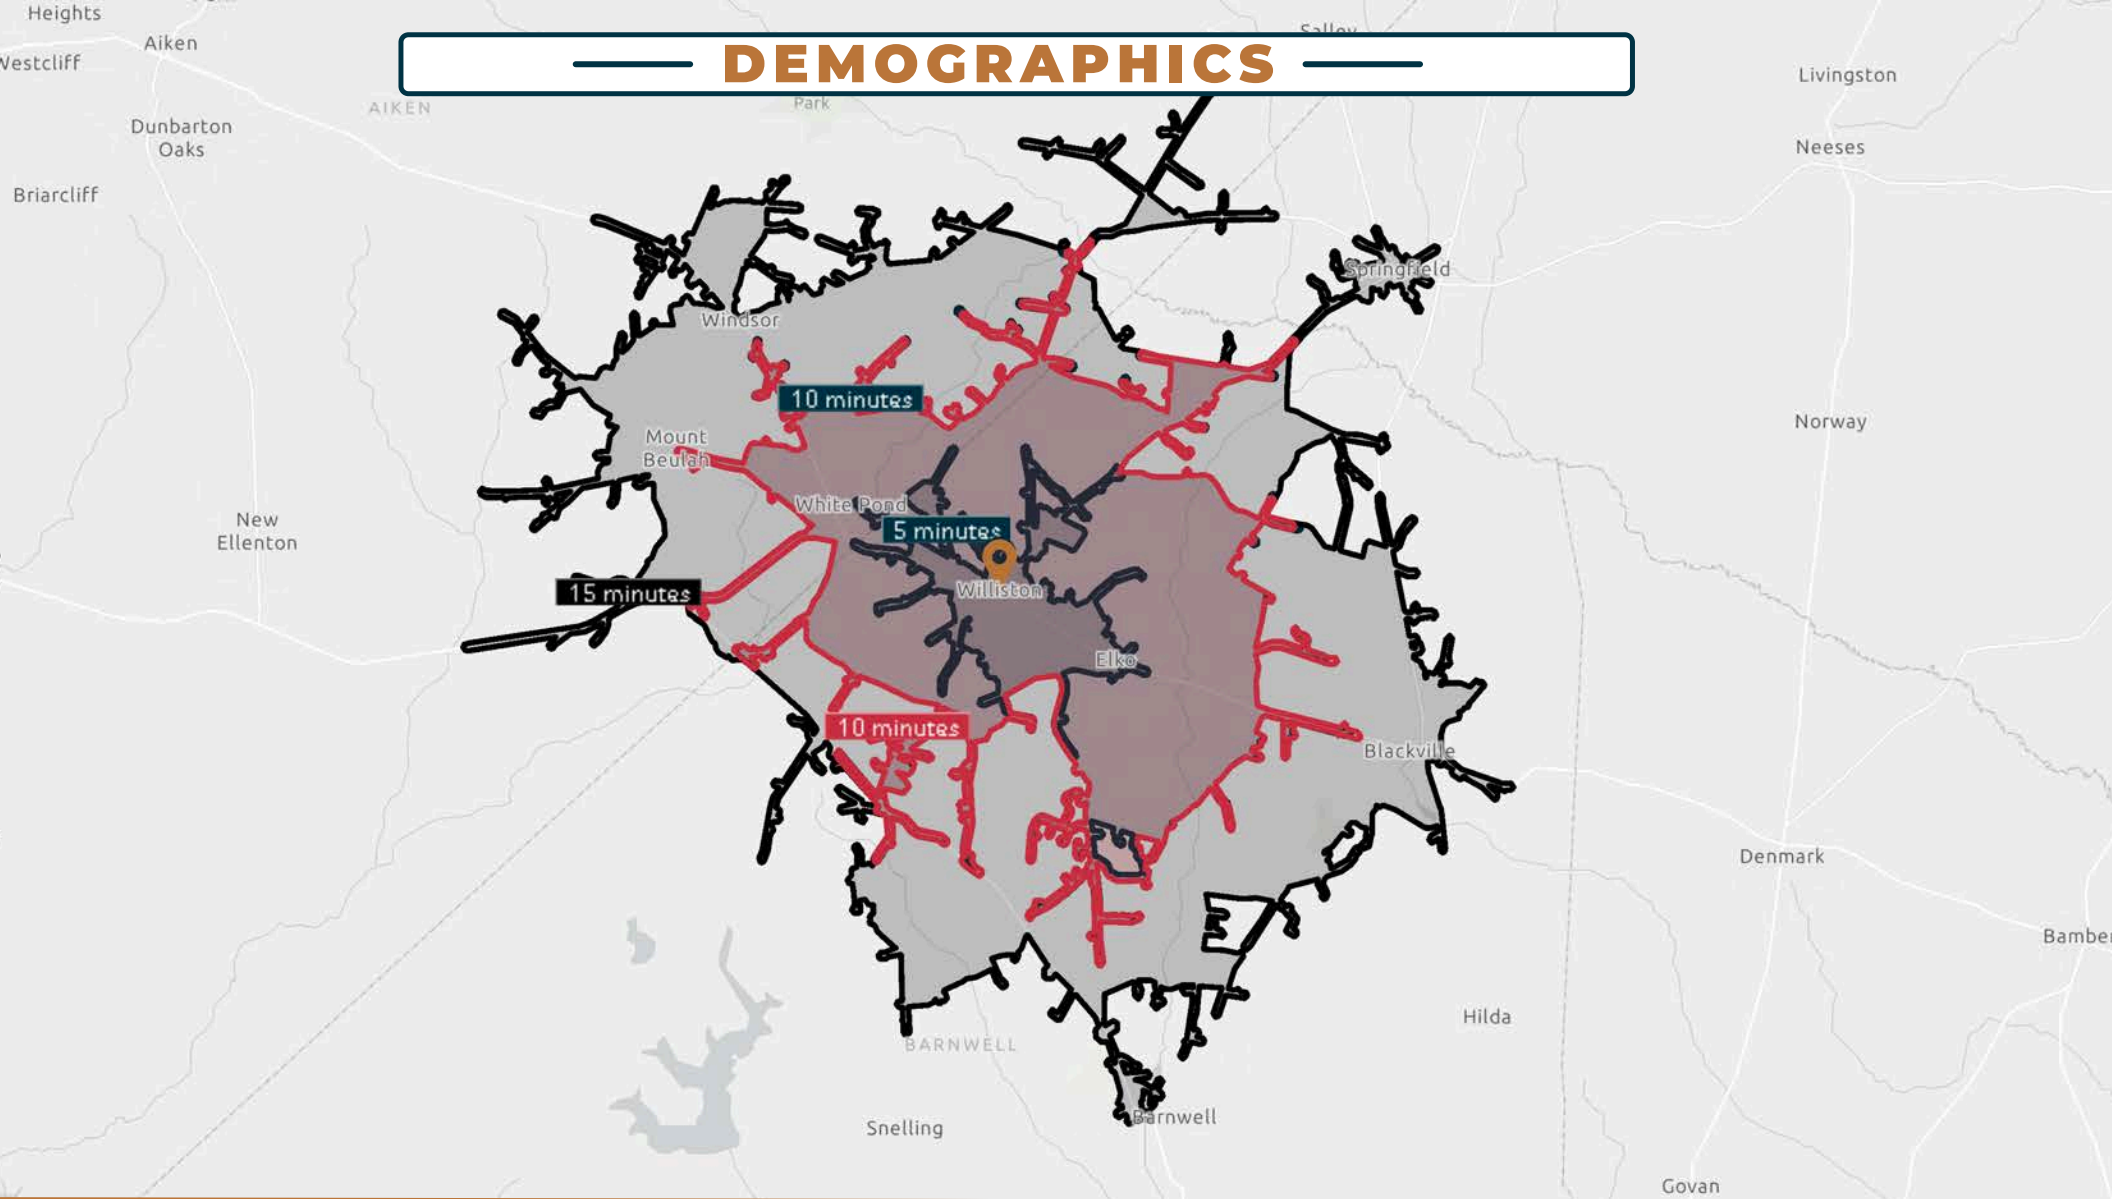 Heights
Aiken
Westcliff
DEMOGRAPHICS
Livingston
AIKEN
Park
Dunbarton
Oaks
Neeses
Briarcliff
Springfield
Windsor
10 minutes
Norway
Mount
Beulah
White Pond
New
Ellenton
5 minutes
15 minutes
Williston
Elko
10 minutes
Blackville
Denmark
Bamber
Hilda
BARNWELL
Barnwell
Snelling
Govan